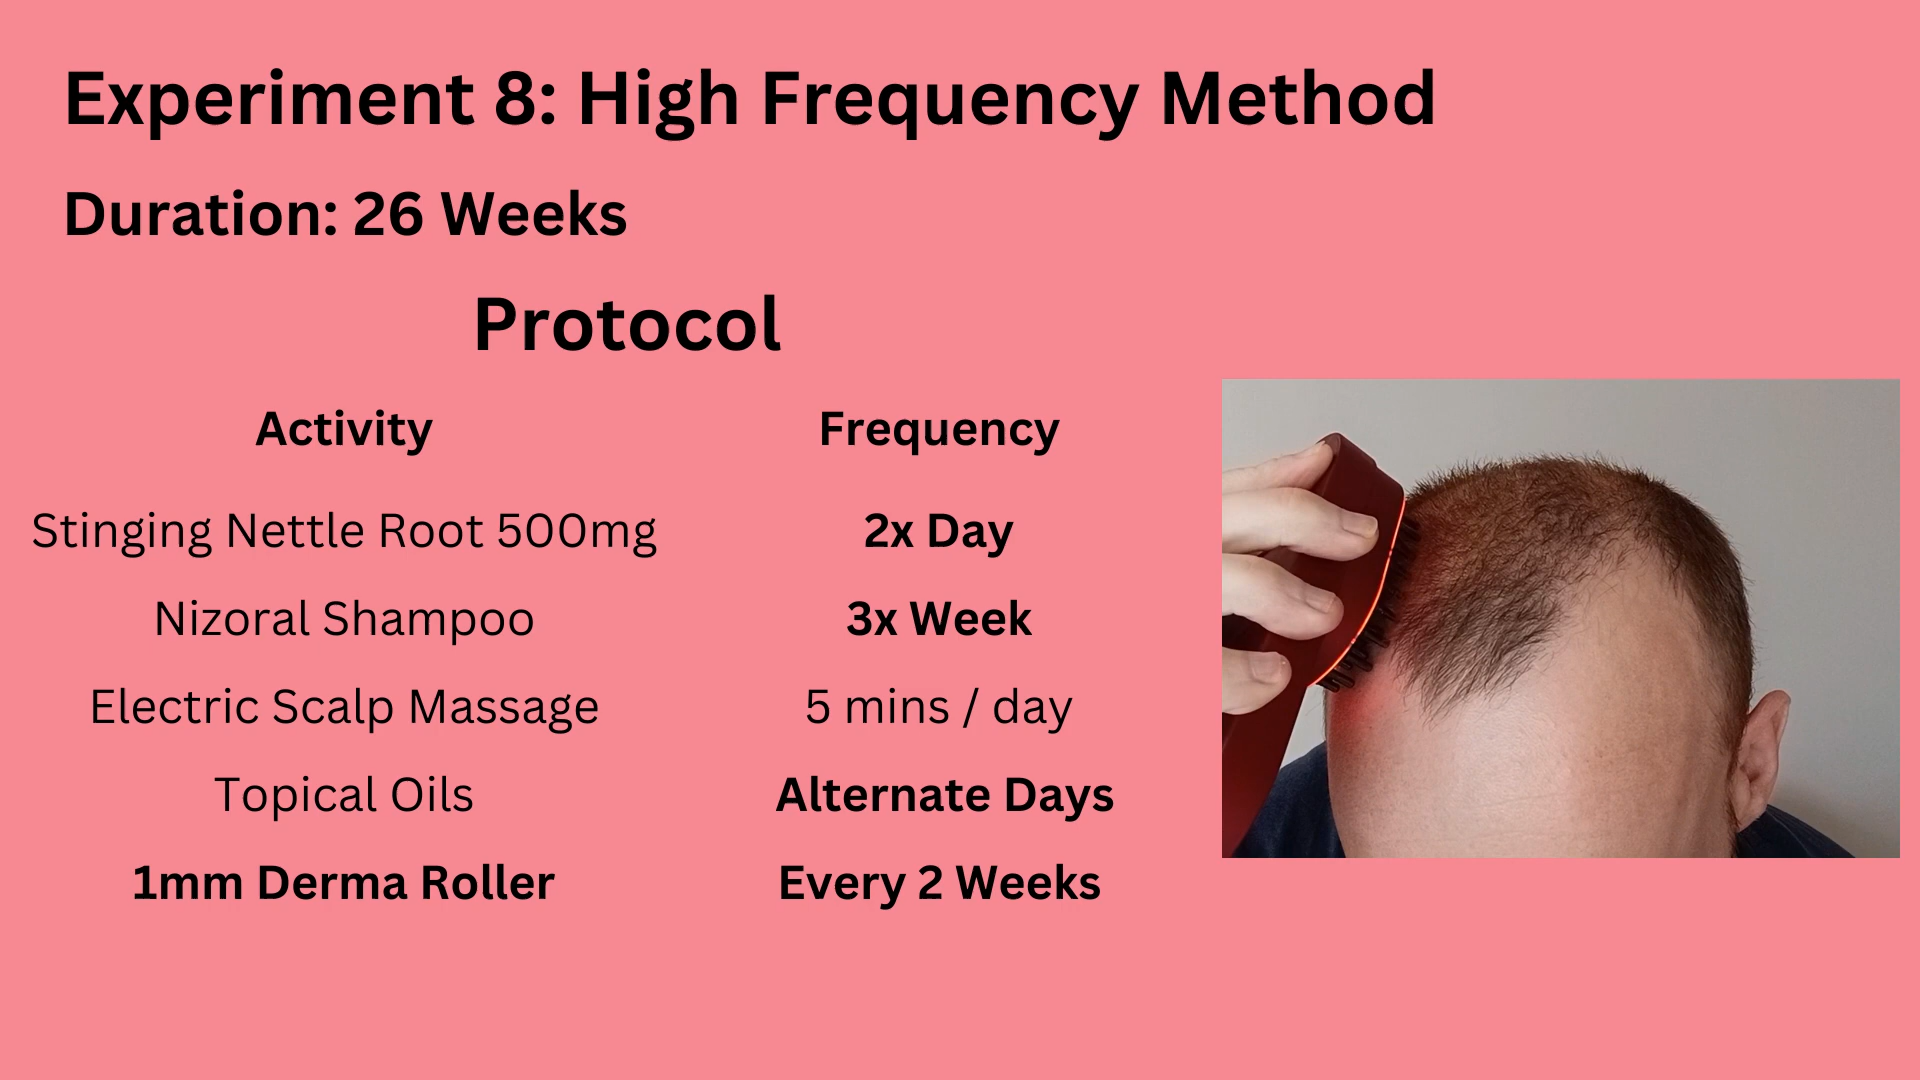 Experiment 8: High Frequency Method
Duration: 26 Weeks
Protocol
Activity Frequency
Stinging Nettle Root 500mg 2x Day
Nizoral Shampoo 3x Week
Electric Scalp Massage 5 mins / day
Topical Oils Alternate Days
1mm Derma Roller Every 2 Weeks